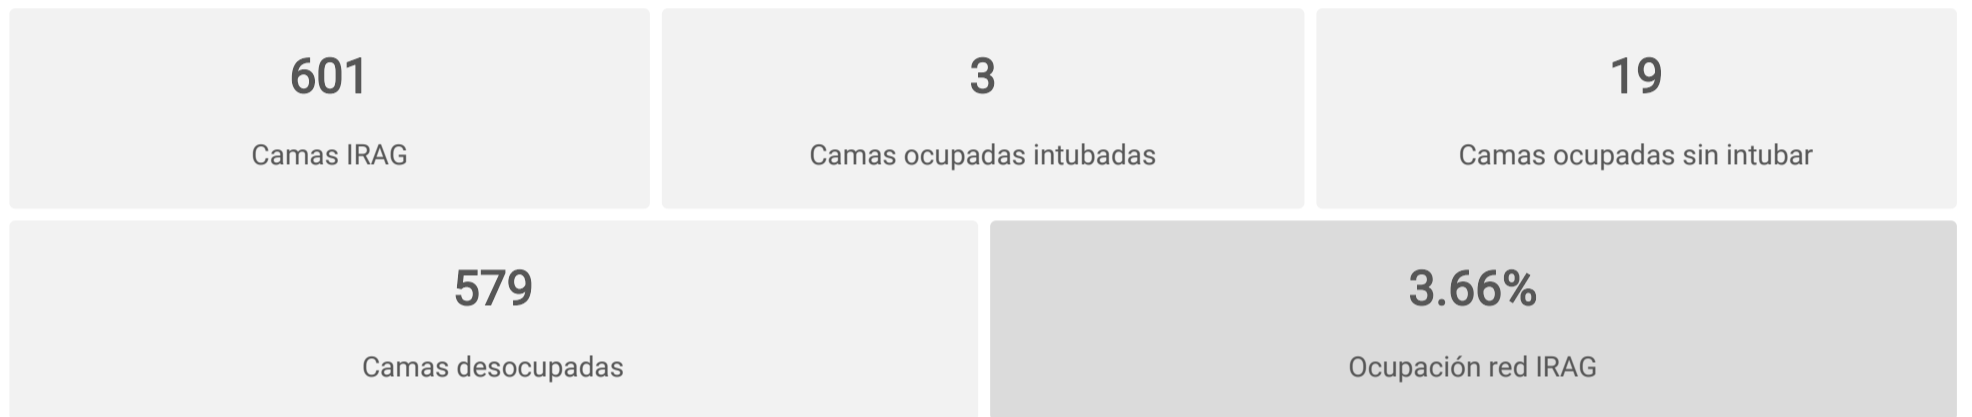 601
Camas IRAG
3
Camas ocupadas intubadas
19
Camas ocupadas sin intubar
579
Camas desocupadas
3.66%
Ocupación red IRAG